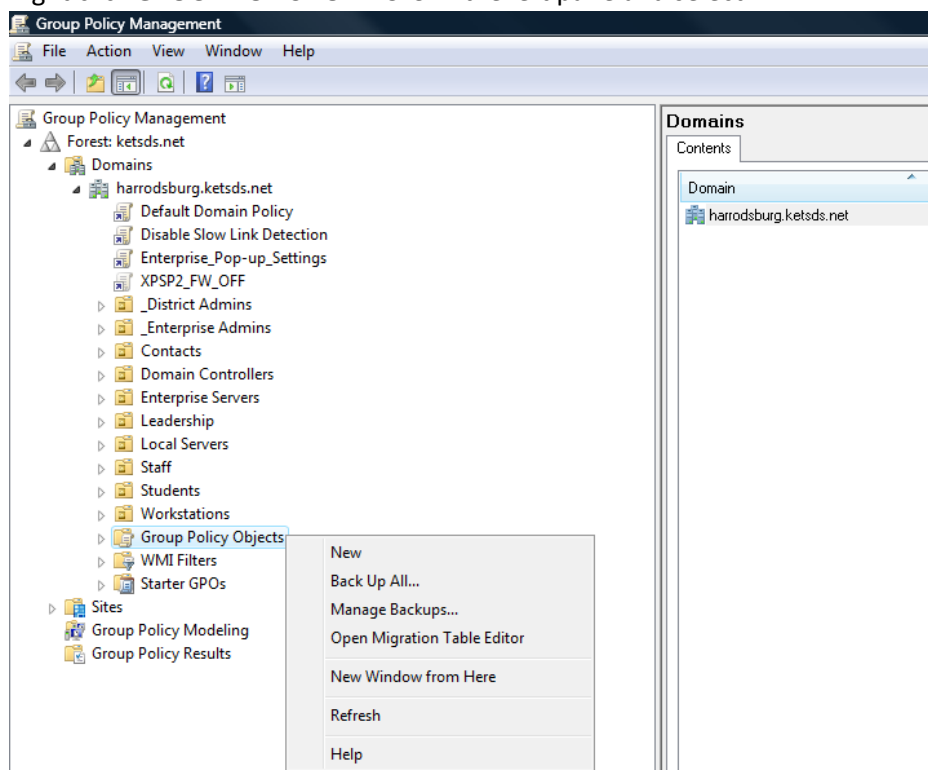 Group Policy Management
File Action View Window Help
Group Policy Management
Forest: ketsds.net
Domains
harrodsburg.ketsds.net
Default Domain Policy
Disable Slow Link Detection
Enterprise_Pop-up_Settings
XPSP2_FW_OFF
_District Admins
_Enterprise Admins
Contacts
Domain Controllers
Enterprise Servers
Leadership
Local Servers
Staff
Students
Workstations
Group Policy Objects
WMI Filters
Starter GPOs
Sites
Group Policy Modeling
Group Policy Results
New
Back Up All...
Manage Backups...
Open Migration Table Editor
New Window from Here
Refresh
Help
Domains
Contents
Domain
harrodsburg.ketsds.net